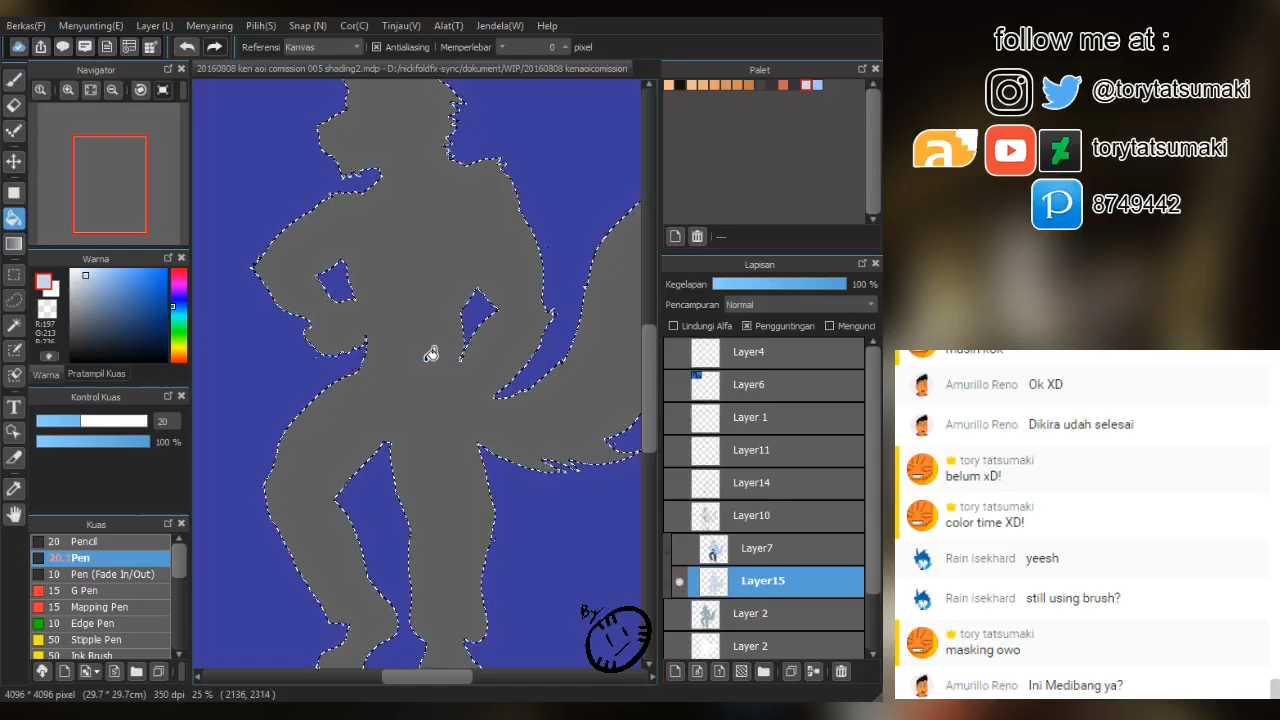 Berkas(F) Menyunting(E) Layer (L) Menyaring Pilih(S) Snap (N) Cor(C) Tinjau(V) Alat(T) Jendela(W) Help
Referensi Kanvas Antialiasing Memperlebar 0 pixel
Navigator
20160808 ken aoi comission 005 shading2.mdp - D:/nickfoldfx-sync/dokument/WIP/20160808 kenaoicomission
Palet
---
Warna
R:197
G:213
B:236
Warna Pratampil Kuas
Kontrol Kuas
20
100 %
Kuas
20 Pencil
Pen
10 Pen (Fade In/Out)
15 G Pen
15 Mapping Pen
10 Edge Pen
50 Stipple Pen
50 Ink Brush
4096 * 4096 pixel (29.7 * 29.7cm) 350 dpi 25 % ( 2136, 2314 )
By
Lapisan
Kegelapan 100 %
Pencampuran Normal
Lindungi Alfa Pengguntingan Mengunci
Layer4
Layer6
Layer 1
Layer11
Layer14
Layer10
Layer7
Layer15
Layer 2
Layer 2
follow me at :
@torytatsumaki
torytatsumaki
8749442
masih kok
Amurillo Reno Ok XD
Amurillo Reno Dikira udah selesai
tory tatsumaki
belum xD!
tory tatsumaki
color time XD!
Rain Isekhard yeesh
Rain Isekhard still using brush?
tory tatsumaki
masking owo
Amurillo Reno Ini Medibang ya?